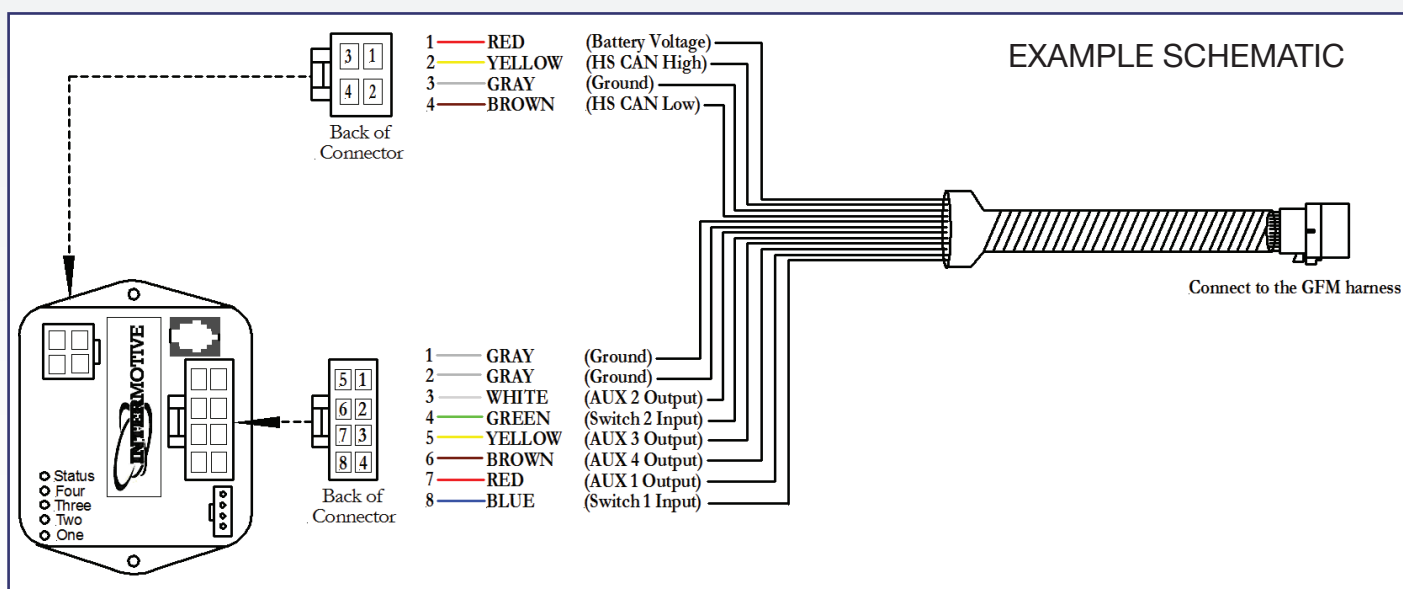 EXAMPLE SCHEMATIC
3 1
4 2
Back of
Connector
1 RED (Battery Voltage)
2 YELLOW (HS CAN High)
3 GRAY (Ground)
4 BROWN (HS CAN Low)
Connect to the GFM harness
INTERMOTIVE
Status
Four
Three
Two
One
5 1
6 2
7 3
8 4
Back of
Connector
1 GRAY (Ground)
2 GRAY (Ground)
3 WHITE (AUX 2 Output)
4 GREEN (Switch 2 Input)
5 YELLOW (AUX 3 Output)
6 BROWN (AUX 4 Output)
7 RED (AUX 1 Output)
8 BLUE (Switch 1 Input)